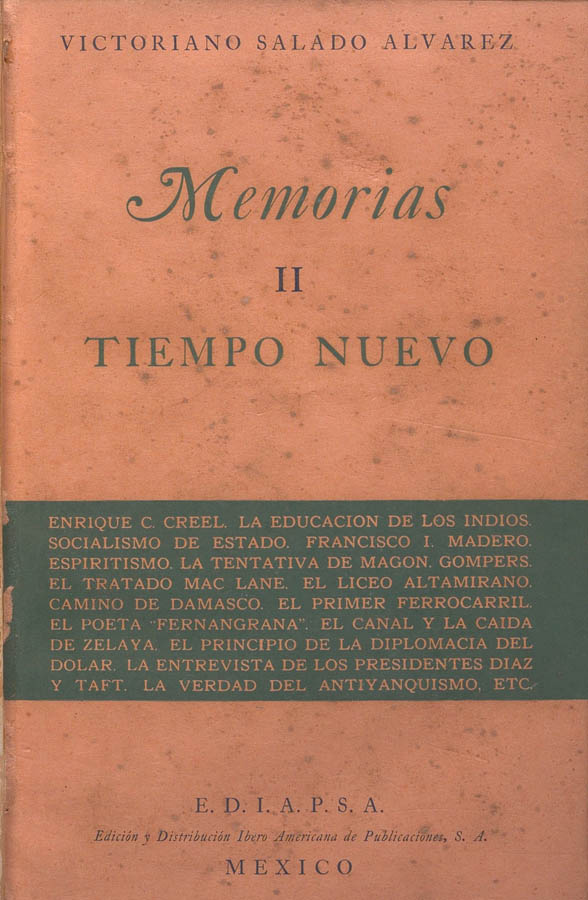 VICTORIANO SALADO ALVAREZ
Memorias
II
TIEMPO NUEVO
ENRIQUE C. CREEL. LA EDUCACION DE LOS INDIOS.
SOCIALISMO DE ESTADO. FRANCISCO I. MADERO.
ESPIRITISMO. LA TENTATIVA DE MAGON. GOMPERS.
EL TRATADO MAC LANE. EL LICEO ALTAMIRANO.
CAMINO DE DAMASCO. EL PRIMER FERROCARRIL.
EL POETA "FERNANGRANA". EL CANAL Y LA CAIDA
DE ZELAYA. EL PRINCIPIO DE LA DIPLOMACIA DEL
DOLAR. LA ENTREVISTA DE LOS PRESIDENTES DIAZ
Y TAFT. LA VERDAD DEL ANTIYANQUISMO, ETC.
E. D. I. A. P. S. A.
Edición y Distribución Ibero Americana de Publicaciones, S. A.
MEXICO